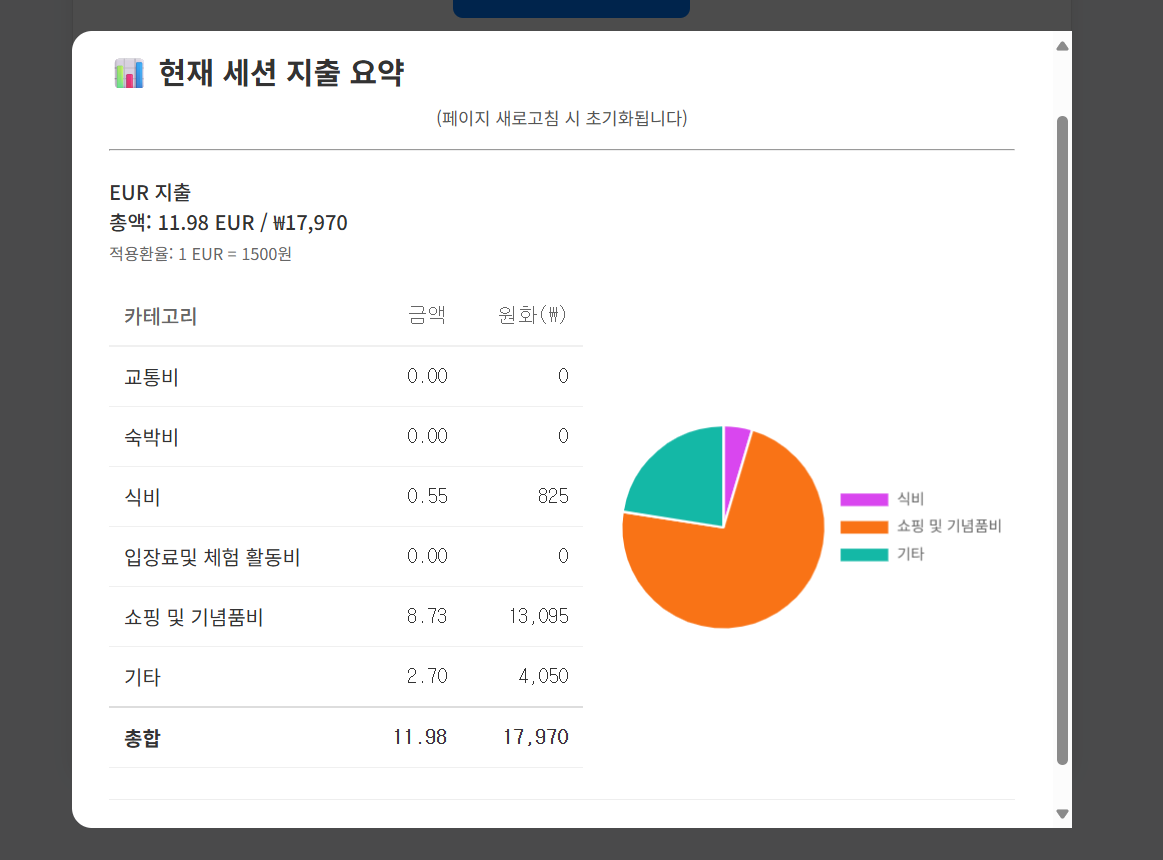 현재 세션 지출 요약
(페이지 새로고침 시 초기화됩니다)
EUR 지출
총액: 11.98 EUR / ₩17,970
적용환율: 1 EUR = 1500원
카테고리 금액 원화(₩)
교통비 0.00 0
숙박비 0.00 0
식비 0.55 825
입장료및 체험 활동비 0.00 0
쇼핑 및 기념품비 8.73 13,095
기타 2.70 4,050
총합 11.98 17,970
식비
쇼핑 및 기념품비
기타